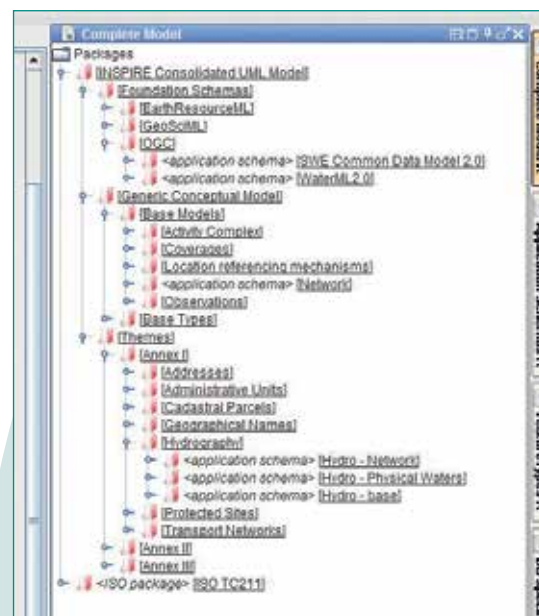 Complete Model
Packages
[INSPIRE Consolidated UML Model]
[Foundation Schemas]
[EarthResourceML]
[GeoSciML]
[OGC]
<application schema> [SWE Common Data Model 2.0]
<application schema> [WaterML2.0]
[Generic Conceptual Model]
[Base Models]
[Activity Complex]
[Coverages]
[Location referencing mechanisms]
<application schema> [Network]
[Observations]
[Base Types]
[Themes]
[Annex I]
[Addresses]
[Administrative Units]
[Cadastral Parcels]
[Geographical Names]
[Hydrography]
<application schema> [Hydro - Network]
<application schema> [Hydro - Physical Waters]
<application schema> [Hydro - base]
[Protected Sites]
[Transport Networks]
[Annex II]
[Annex III]
<ISO package> [ISO TC211]